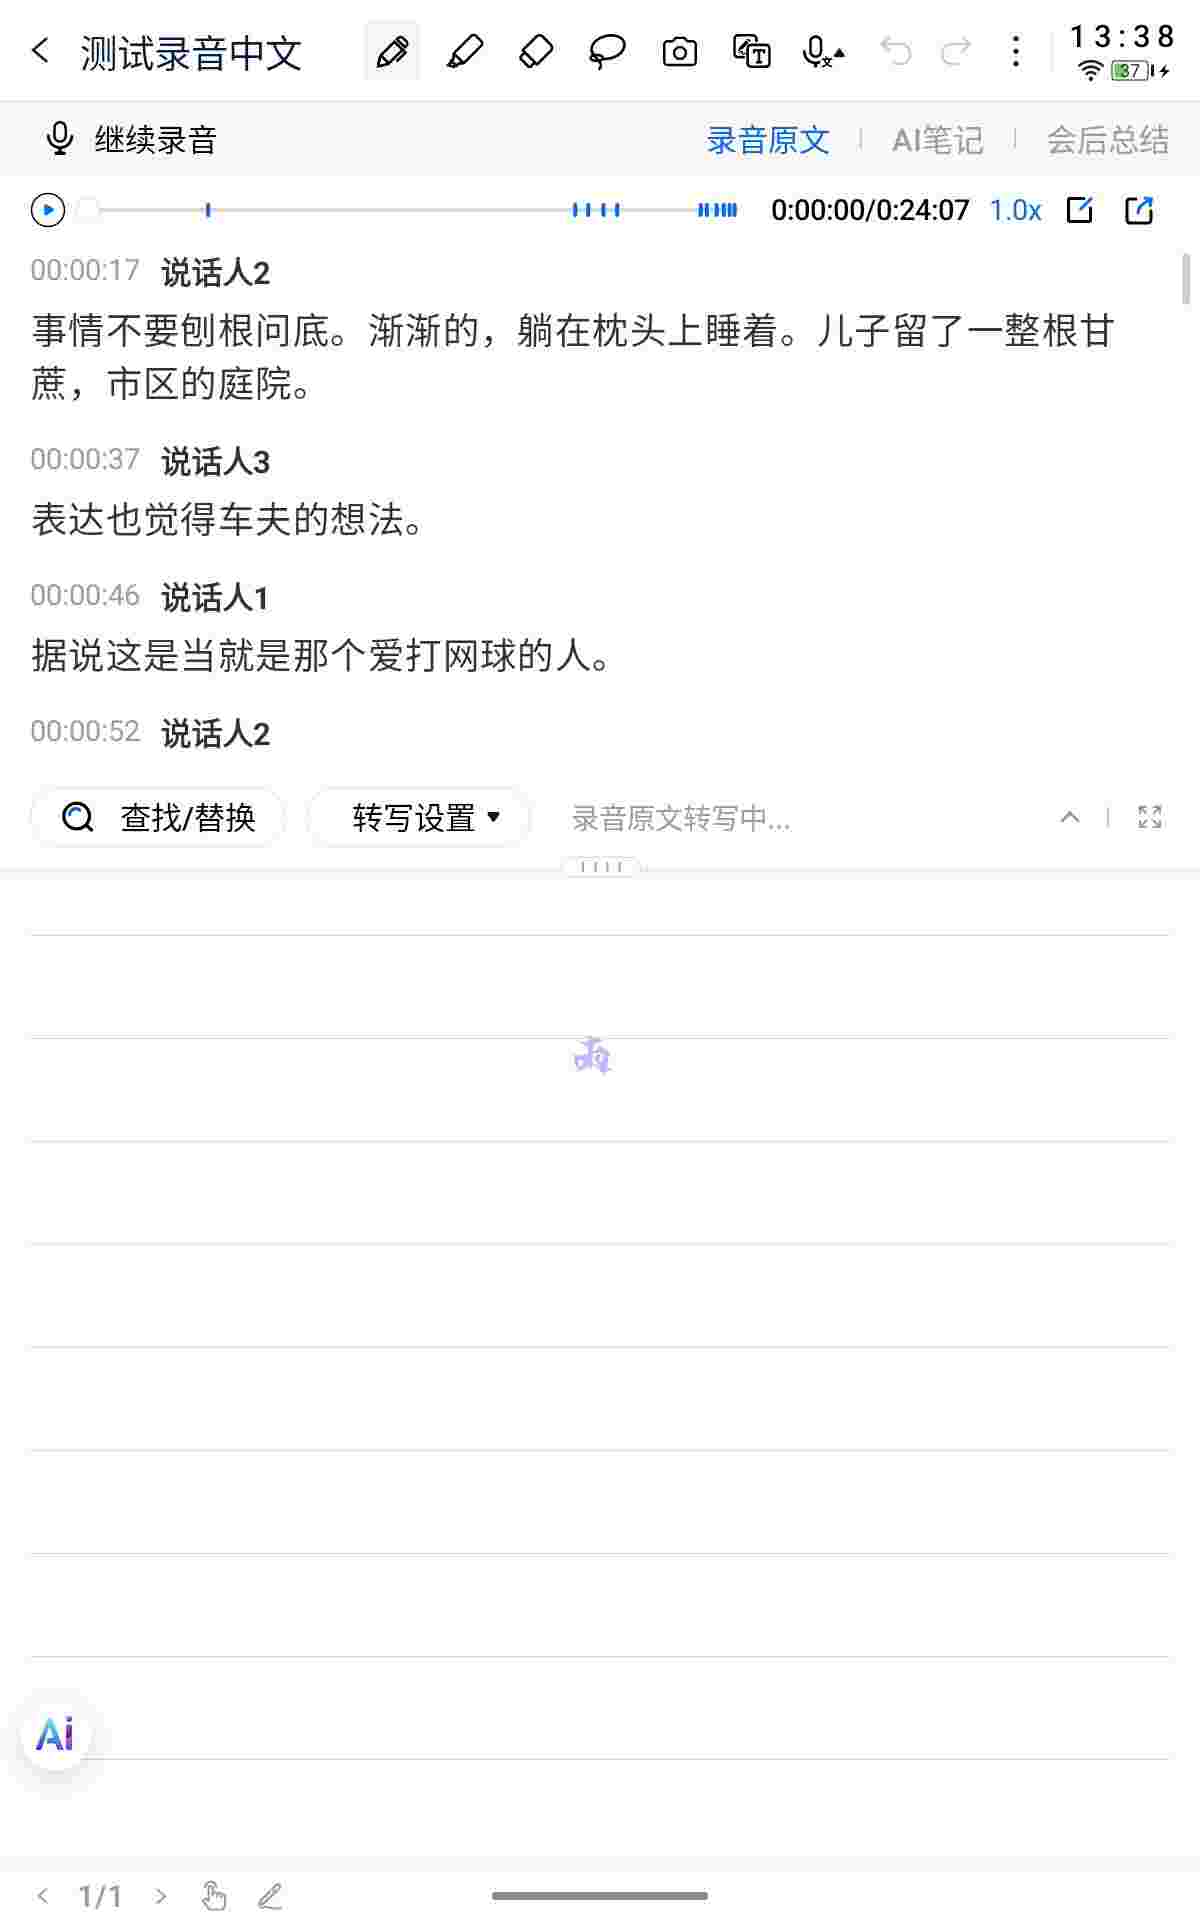 测试录音中文
13:38
37
继续录音
录音原文
AI笔记
会后总结
0:00:00/0:24:07
1.0x
00:00:17 说话人2
事情不要刨根问底。渐渐的，躺在枕头上睡着。儿子留了一整根甘
蔗，市区的庭院。
00:00:37 说话人3
表达也觉得车夫的想法。
00:00:46 说话人1
据说这是当就是那个爱打网球的人。
00:00:52 说话人2
查找/替换
转写设置
录音原文转写中...
Ai
1/1